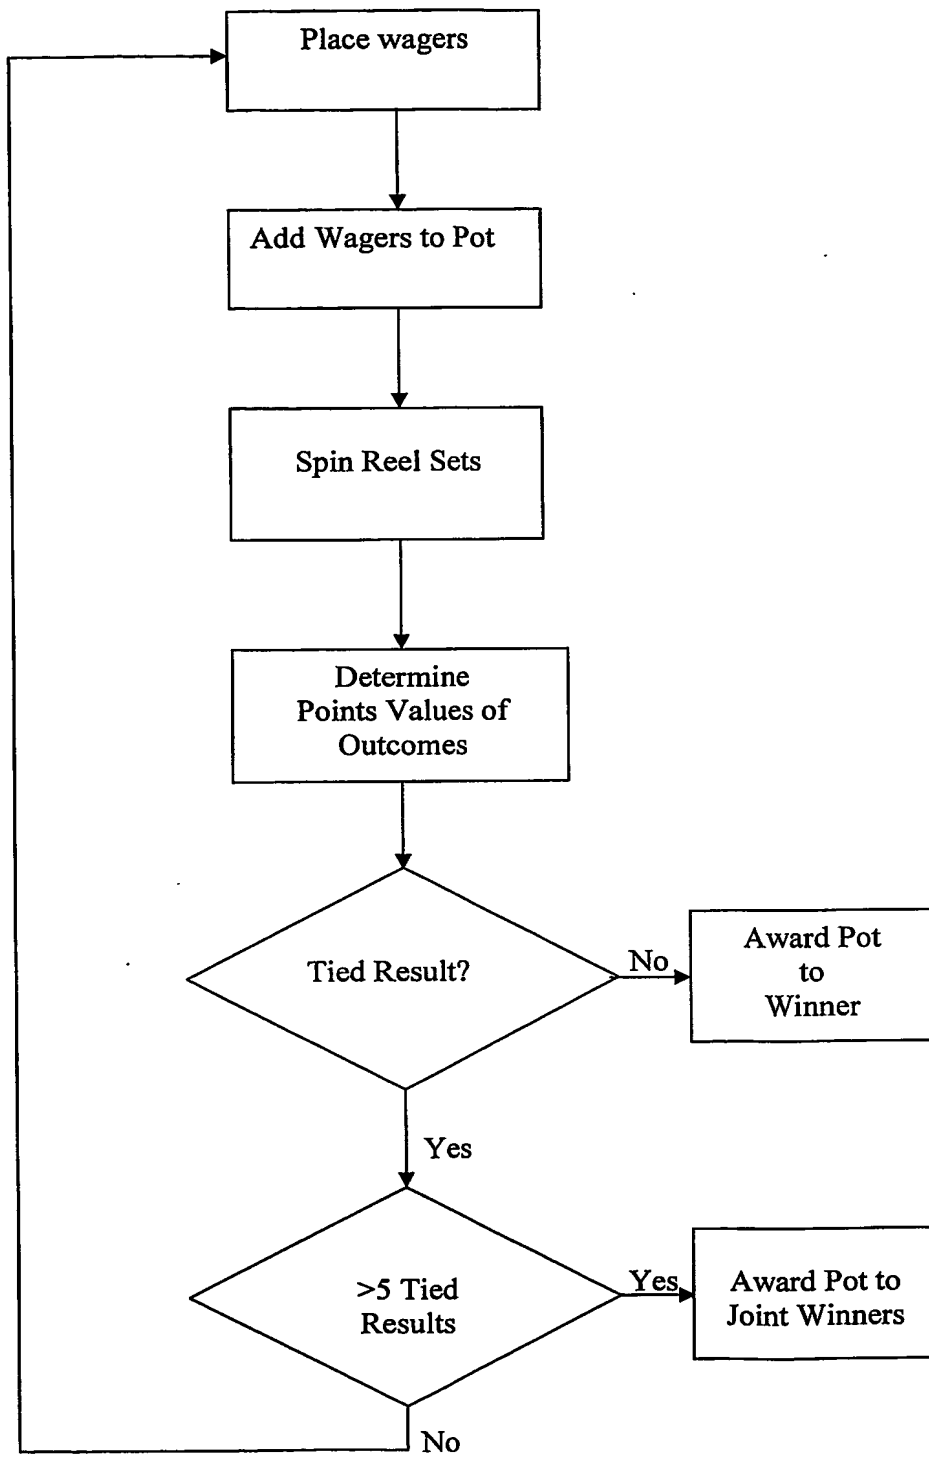 Place wagers
Add Wagers to Pot
Spin Reel Sets
Determine
Points Values of
Outcomes
Tied Result?
No
Award Pot
to
Winner
Yes
>5 Tied
Results
Yes
Award Pot to
Joint Winners
No